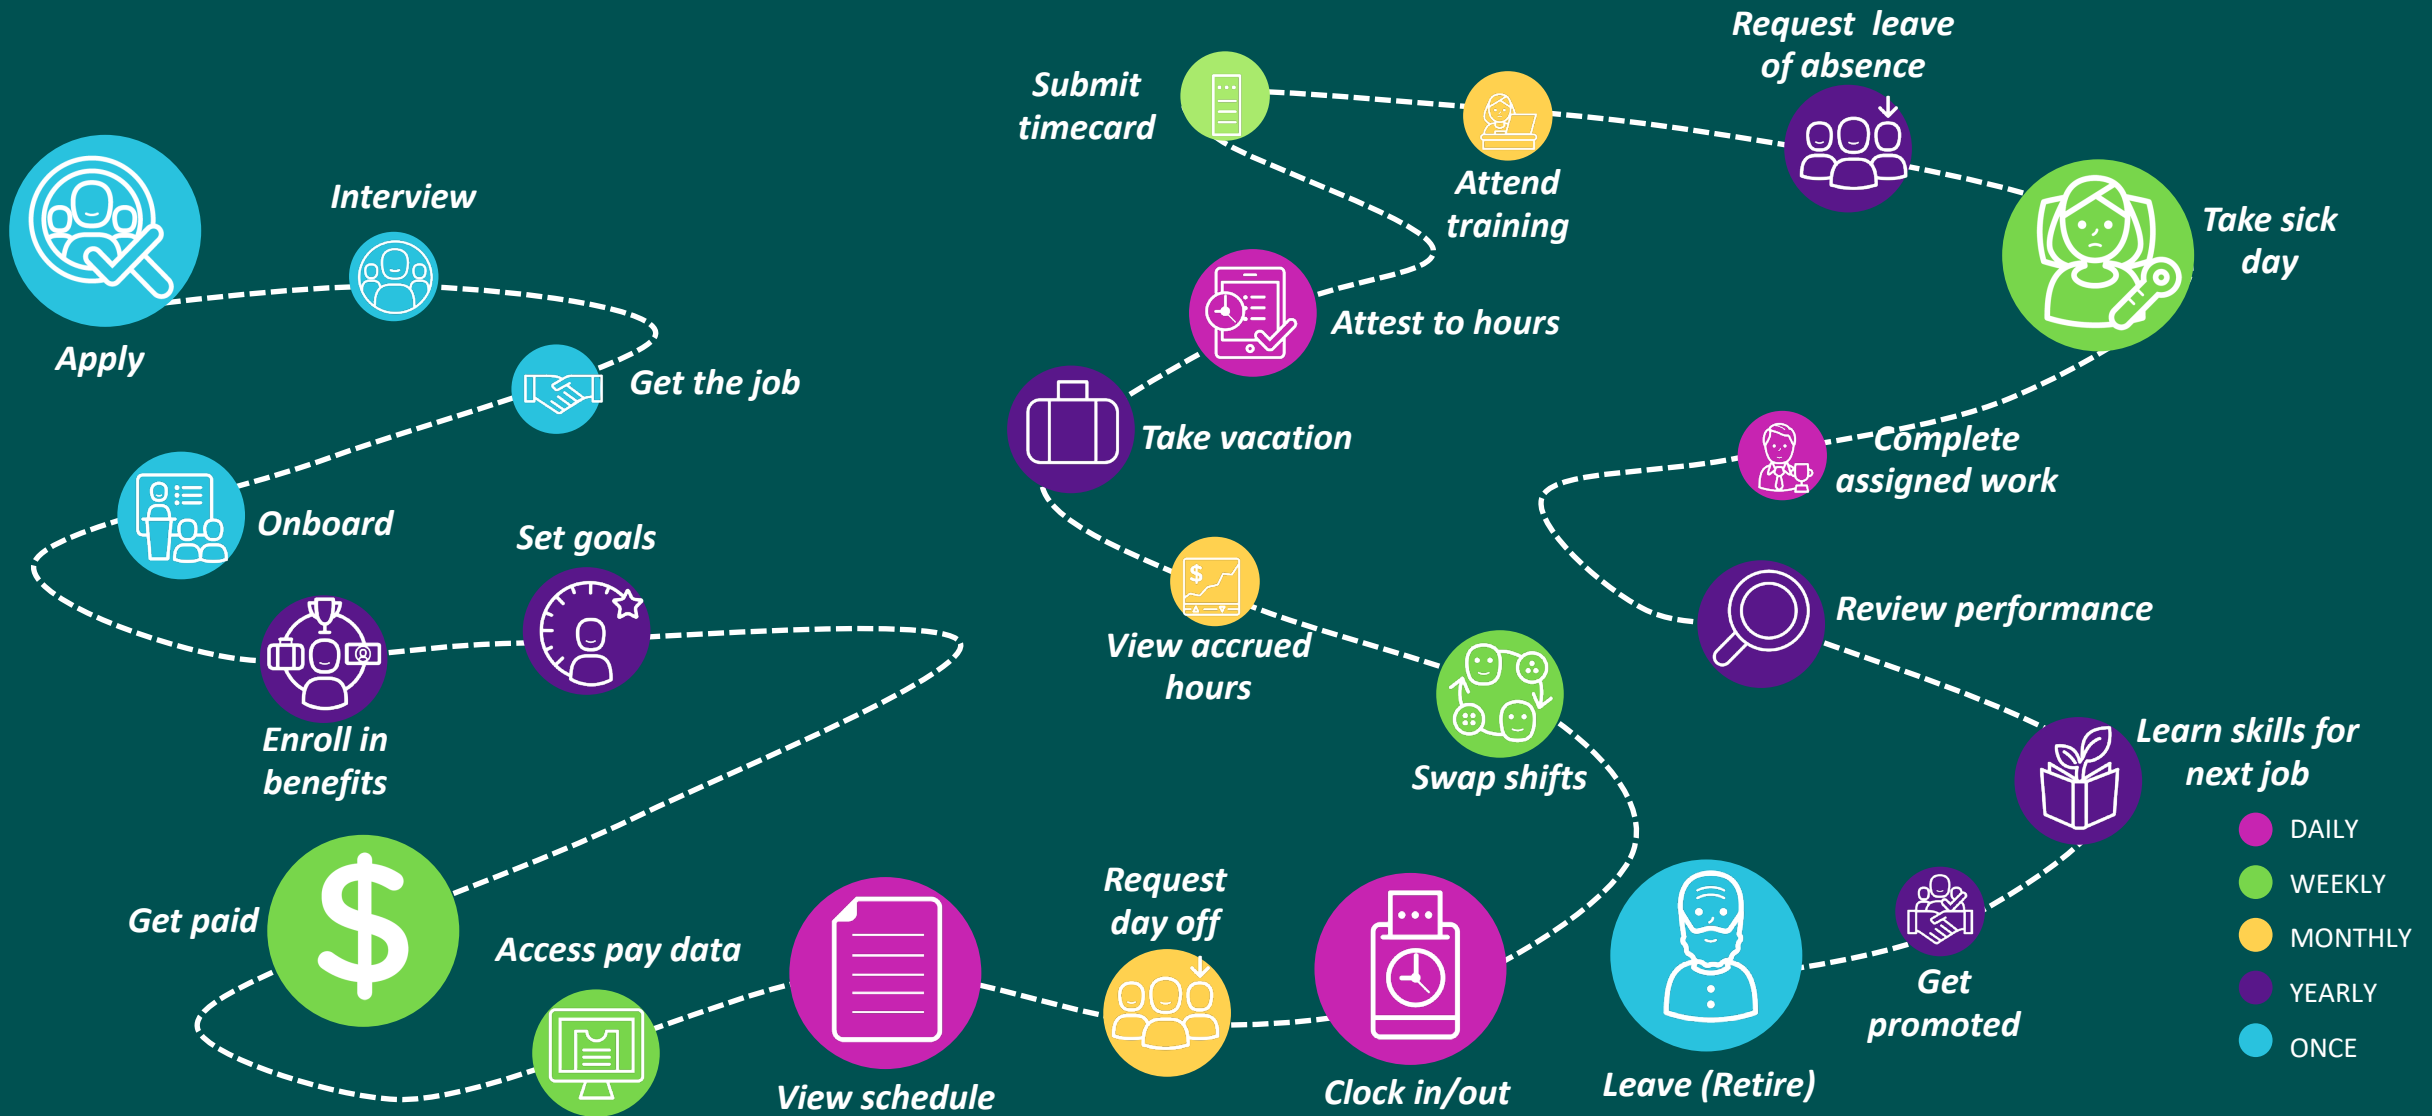 Apply
Interview
Get the job
Onboard
Enroll in
benefits
Set goals
Get paid
Access pay data
View schedule
Request
day off
Clock in/out
Swap shifts
View accrued
hours
Take vacation
Attest to hours
Submit
timecard
Attend
training
Request  leave
of absence
Take sick
day
Complete
assigned work
Review performance
Learn skills for
next job
Get
promoted
Leave (Retire)
DAILY
WEEKLY
MONTHLY
YEARLY
ONCE
$
$